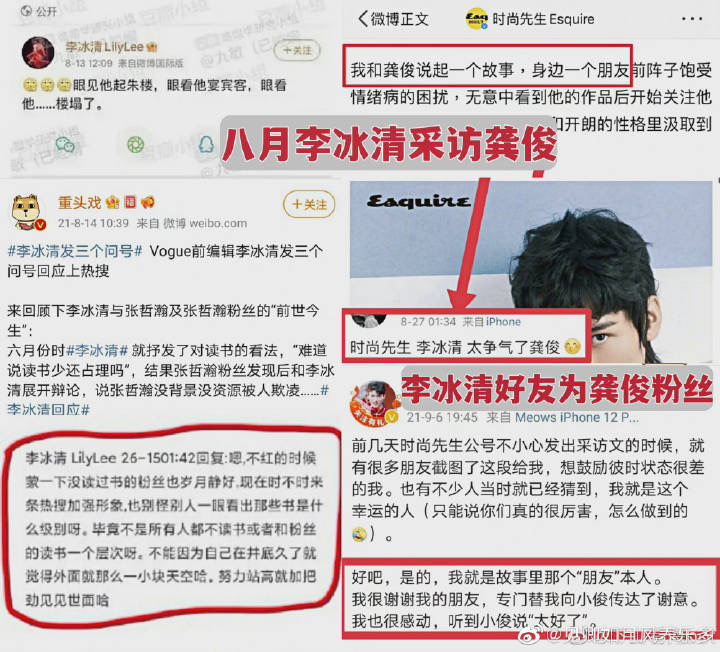 公开
李冰清 LilyLee
+关注
8-13 12:09 来自微博国际版
眼见他起朱楼，眼看他宴宾客，眼看
他......楼塌了。
重头戏
+关注
21-8-14 10:39 来自 微博 weibo.com
#李冰清发三个问号# Vogue前编辑李冰清发三个
问号回应上热搜
来回顾下李冰清与张哲瀚及张哲瀚粉丝的“前世今
生”：
六月份时#李冰清# 就抒发了对读书的看法，“难道
说读书少还占理吗”，结果张哲瀚粉丝发现后和李冰
清展开辩论，说张哲瀚没背景没资源被人欺凌......#
李冰清回应#
李冰清 LilyLee 26-1501:42回复:嗯,不红的时候
蒙一下没读过书的粉丝也岁月静好,现在时不时来
条热搜加强形象,也别怪别人一眼看出那些书是什
么级别呀。毕竟不是所有人都不读书或者和粉丝
的读书一个层次呀。不能因为自己在井底久了就
觉得外面就那么一小块天空哈。努力站高就加把
劲见见世面哈
微博正文
时尚先生 Esquire
我和龚俊说起一个故事，身边一个朋友前阵子饱受
情绪病的困扰，无意中看到他的作品后开始关注他
和开朗的性格里汲取到
八月李冰清采访龚俊
Esquire
8-27 01:34 来自iPhone
时尚先生 李冰清 太争气了龚俊
李冰清好友为龚俊粉丝
21-9-6 19:45 来自 Meows iPhone 12 P...
前几天时尚先生公号不小心发出采访文的时候，就
有很多朋友截图了这段给我，想鼓励彼时状态很差
的我。也有不少人当时就已经猜到，我就是这个
幸运的人（只能说你们真的很厉害，怎么做到的
）。
好吧，是的，我就是故事里那个“朋友”本人。
我很谢谢我的朋友，专门替我向小俊传达了谢意。
我也很感动，听到小俊说“太好了”。